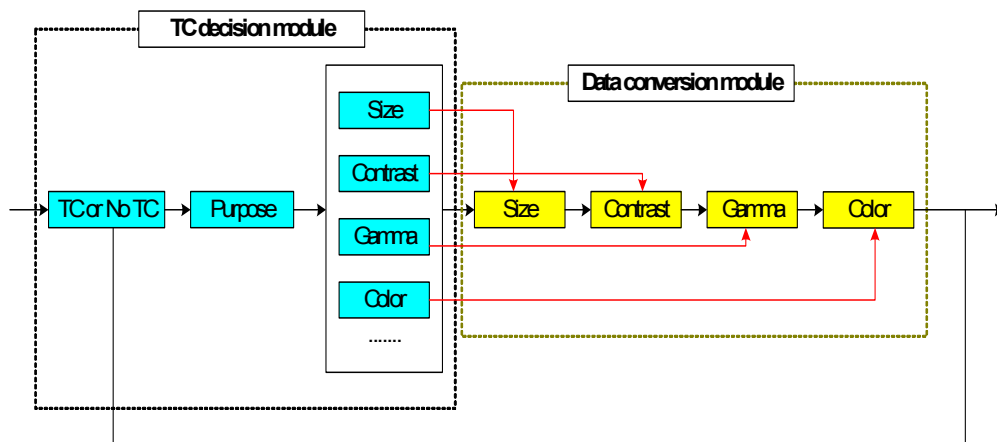 TC decision module
Data conversion module
Size
Contrast
TC or No TC
Purpose
Gamma
Color
.......
Size
Contrast
Gamma
Color